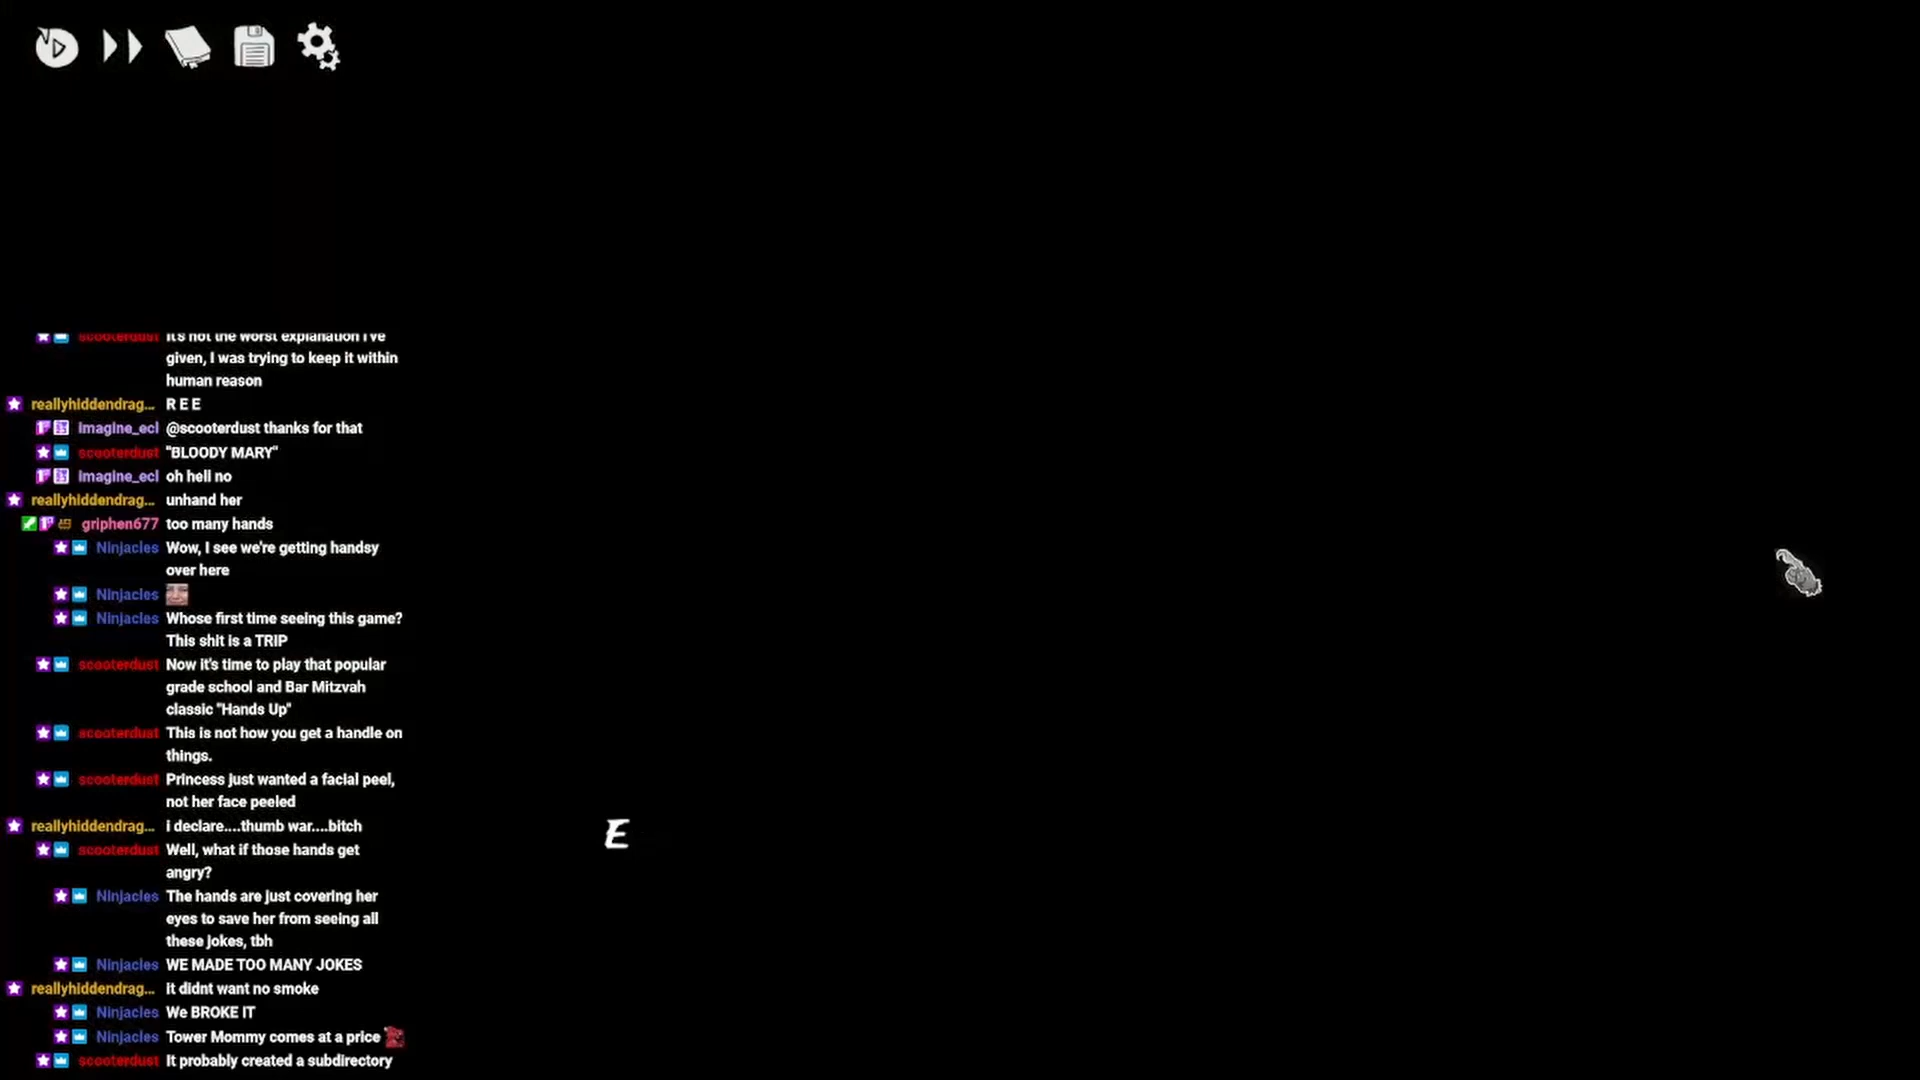 scooterdust It's not the worst explanation I've
given, I was trying to keep it within
human reason
reallyhiddendrag... R E E
imagine_ecl @scooterdust thanks for that
scooterdust "BLOODY MARY"
imagine_ecl oh hell no
reallyhiddendrag... unhand her
griphen677 too many hands
Ninjacles Wow, I see we're getting handsy
over here
Ninjacles
Ninjacles Whose first time seeing this game?
This shit is a TRIP
scooterdust Now it's time to play that popular
grade school and Bar Mitzvah
classic "Hands Up"
scooterdust This is not how you get a handle on
things.
scooterdust Princess just wanted a facial peel,
not her face peeled
reallyhiddendrag... i declare....thumb war....bitch
scooterdust Well, what if those hands get
angry?
E
Ninjacles The hands are just covering her
eyes to save her from seeing all
these jokes, tbh
Ninjacles WE MADE TOO MANY JOKES
reallyhiddendrag... it didnt want no smoke
Ninjacles We BROKE IT
Ninjacles Tower Mommy comes at a price
scooterdust It probably created a subdirectory